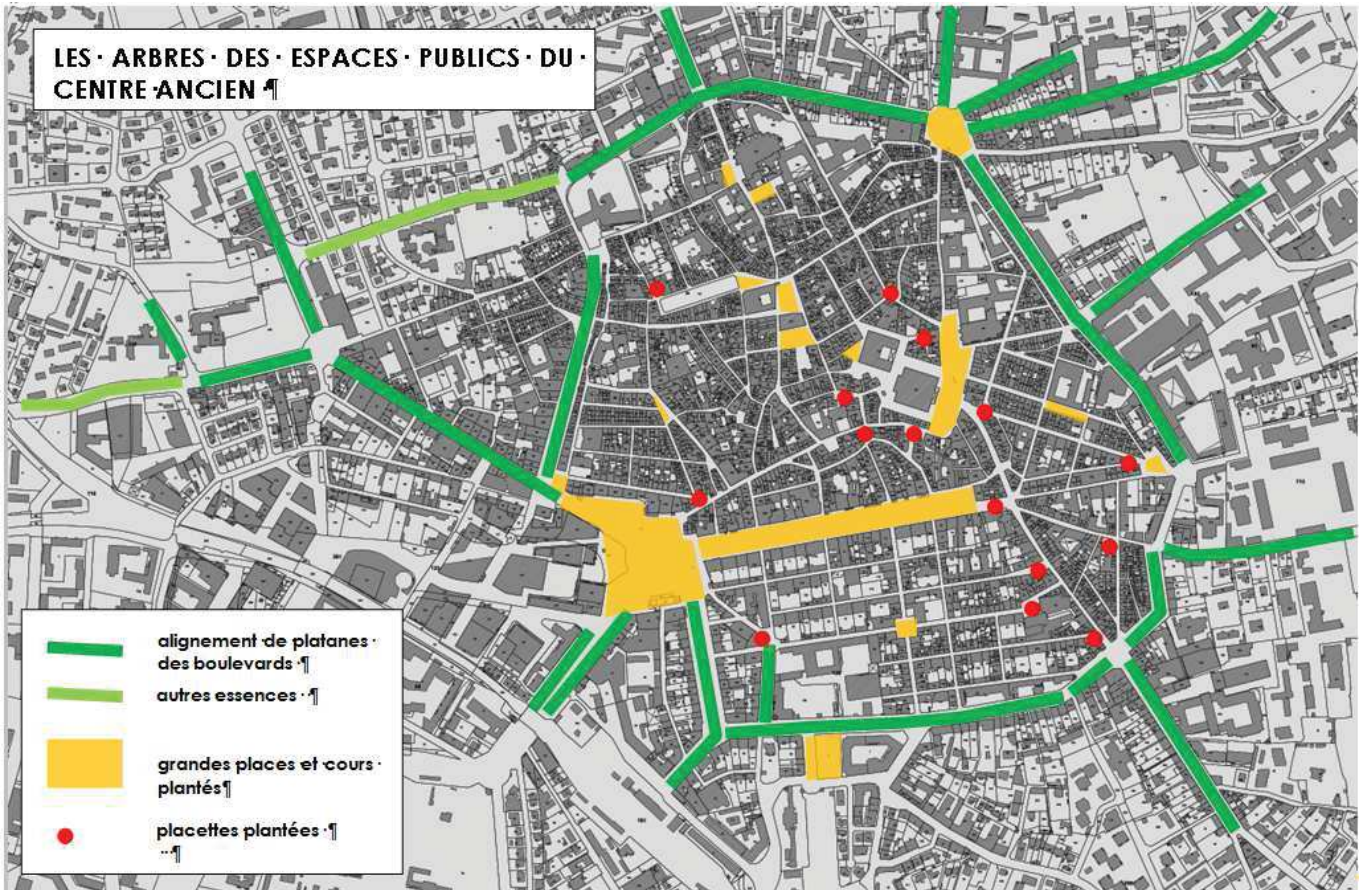 LES · ARBRES · DES · ESPACES · PUBLICS · DU ·
CENTRE·ANCIEN ·¶
alignement·de·platanes ·
des·boulevards ·¶
autres·essences · ¶
grandes·places·et·cours ·
plantés¶
placettes·plantées ·¶
··¶